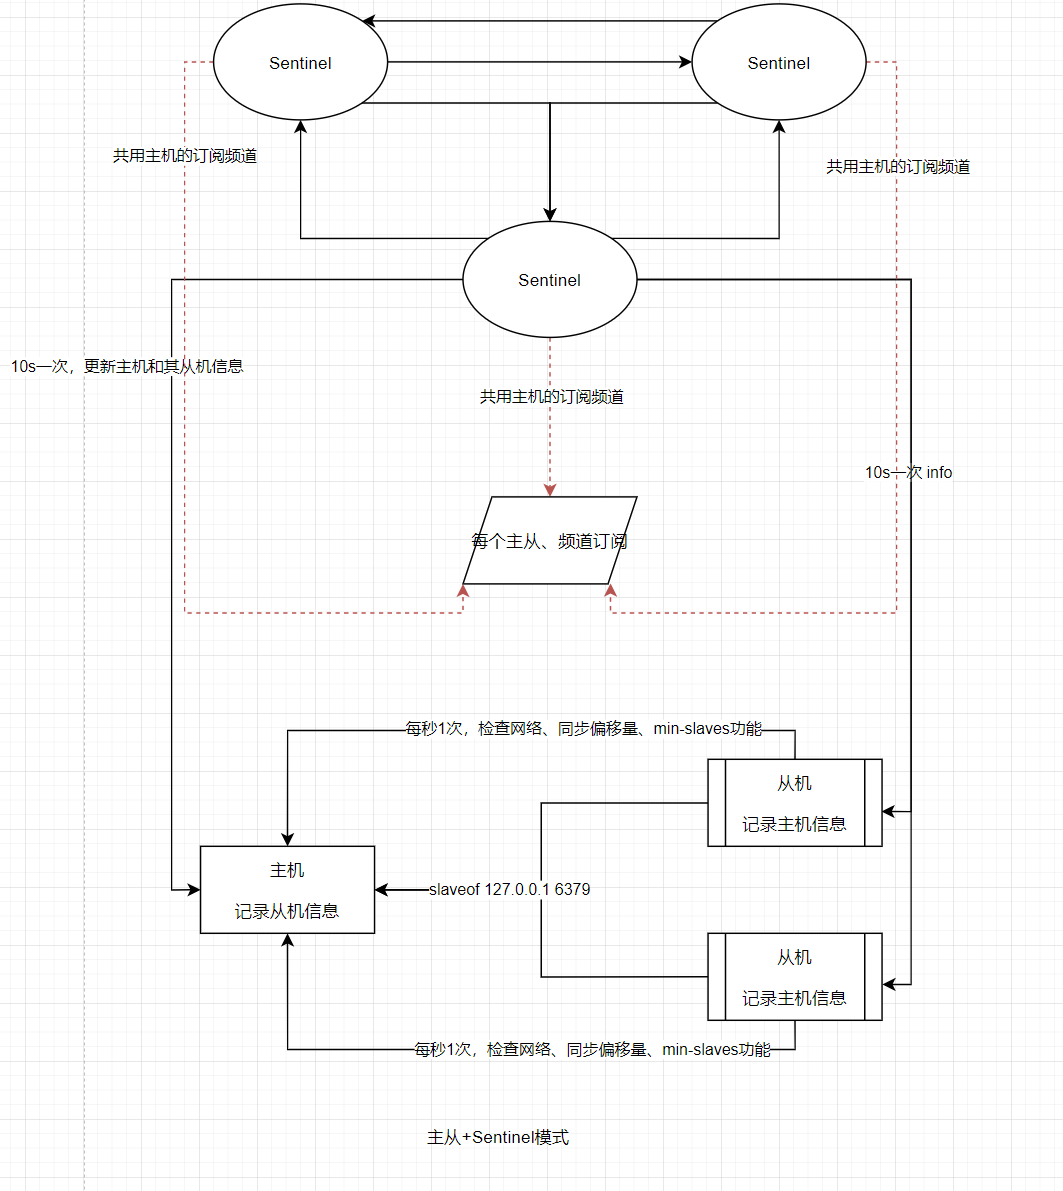 Sentinel
Sentinel
共用主机的订阅频道
共用主机的订阅频道
Sentinel
10s一次，更新主机和其从机信息
共用主机的订阅频道
10s一次 info
每个主从、频道订阅
每秒1次，检查网络、同步偏移量、min-slaves功能
从机
记录主机信息
主机
记录从机信息
slaveof 127.0.0.1 6379
从机
记录主机信息
每秒1次，检查网络、同步偏移量、min-slaves功能
主从+Sentinel模式